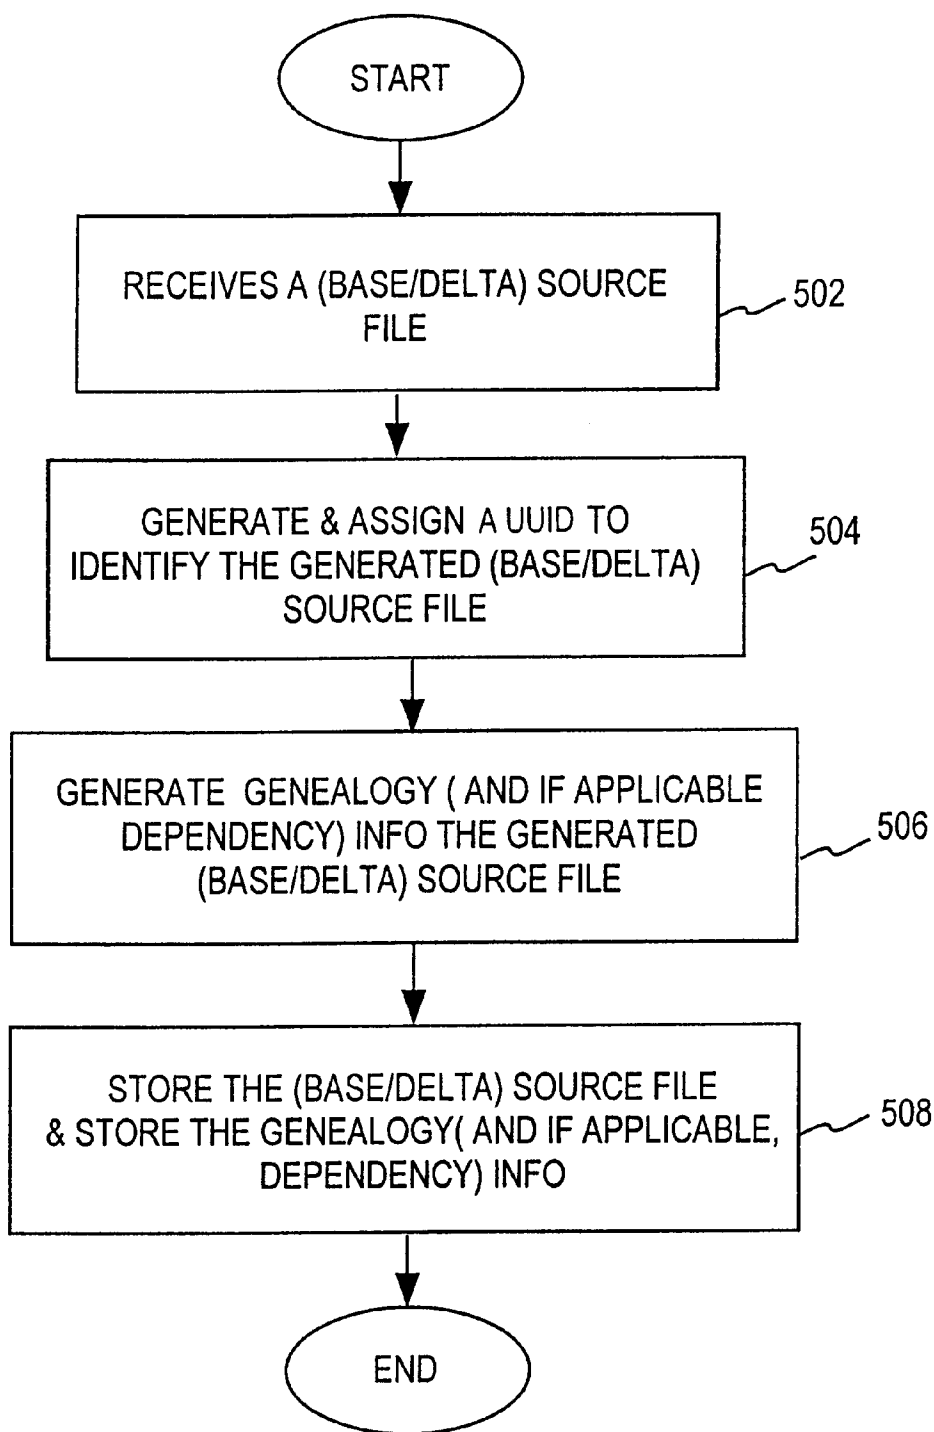 START
RECEIVES A (BASE/DELTA) SOURCE
FILE
502
GENERATE & ASSIGN A UUID TO
IDENTIFY THE GENERATED (BASE/DELTA)
SOURCE FILE
504
GENERATE GENEALOGY ( AND IF APPLICABLE
DEPENDENCY) INFO THE GENERATED
(BASE/DELTA) SOURCE FILE
506
STORE THE (BASE/DELTA) SOURCE FILE
& STORE THE GENEALOGY( AND IF APPLICABLE,
DEPENDENCY) INFO
508
END